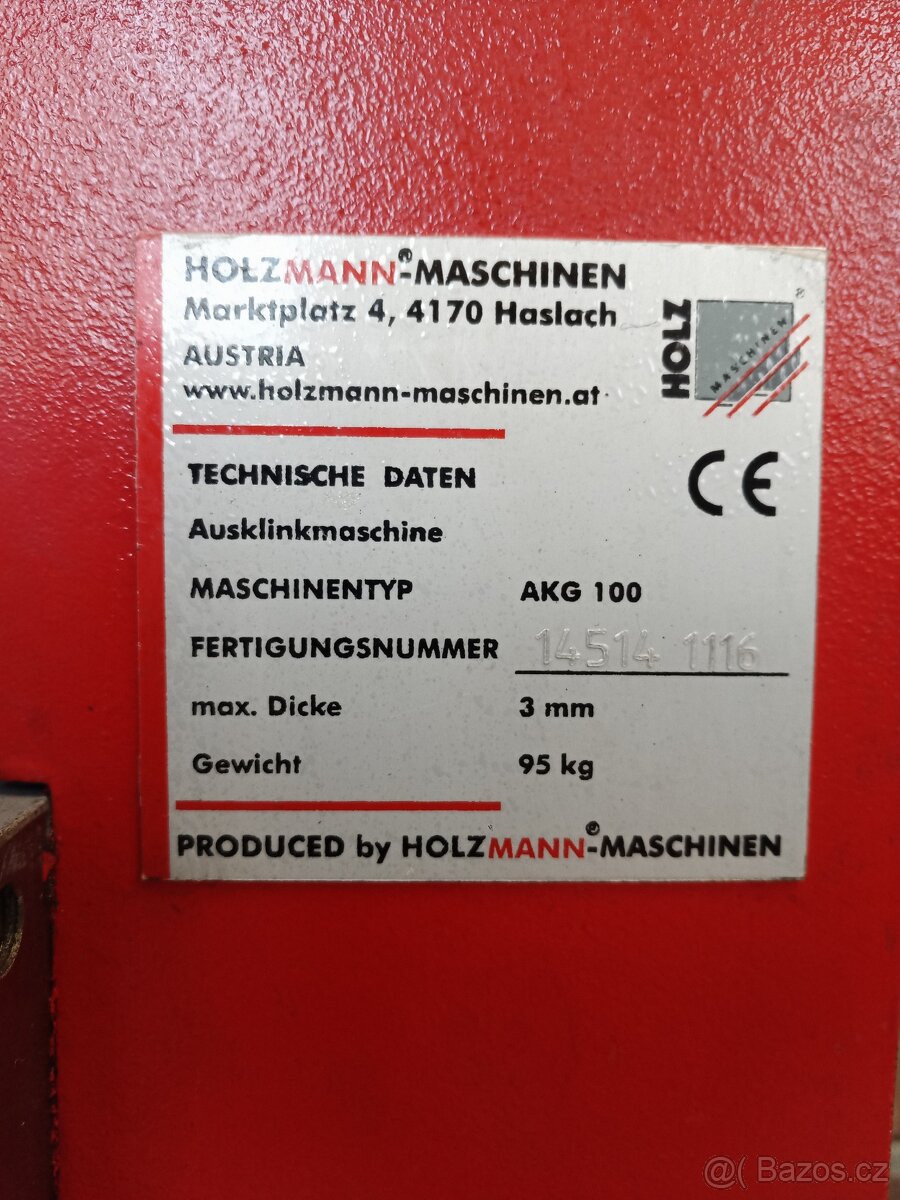 HOLZMANN®-MASCHINEN
Marktplatz 4, 4170 Haslach
AUSTRIA
www.holzmann-maschinen.at
HOLZ
MASCHINEN
®
TECHNISCHE DATEN
CE
Ausklinkmaschine
MASCHINENTYP AKG 100
FERTIGUNGSNUMMER 14514 1116
max. Dicke 3 mm
Gewicht 95 kg
PRODUCED by HOLZMANN®-MASCHINEN
@ Bazos.cz